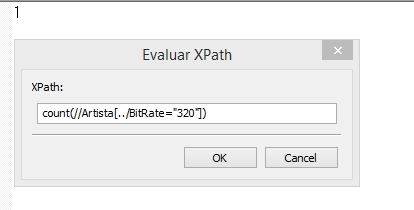 1
Evaluar XPath
XPath:
count(//Artista[../BitRate="320"])
OK Cancel